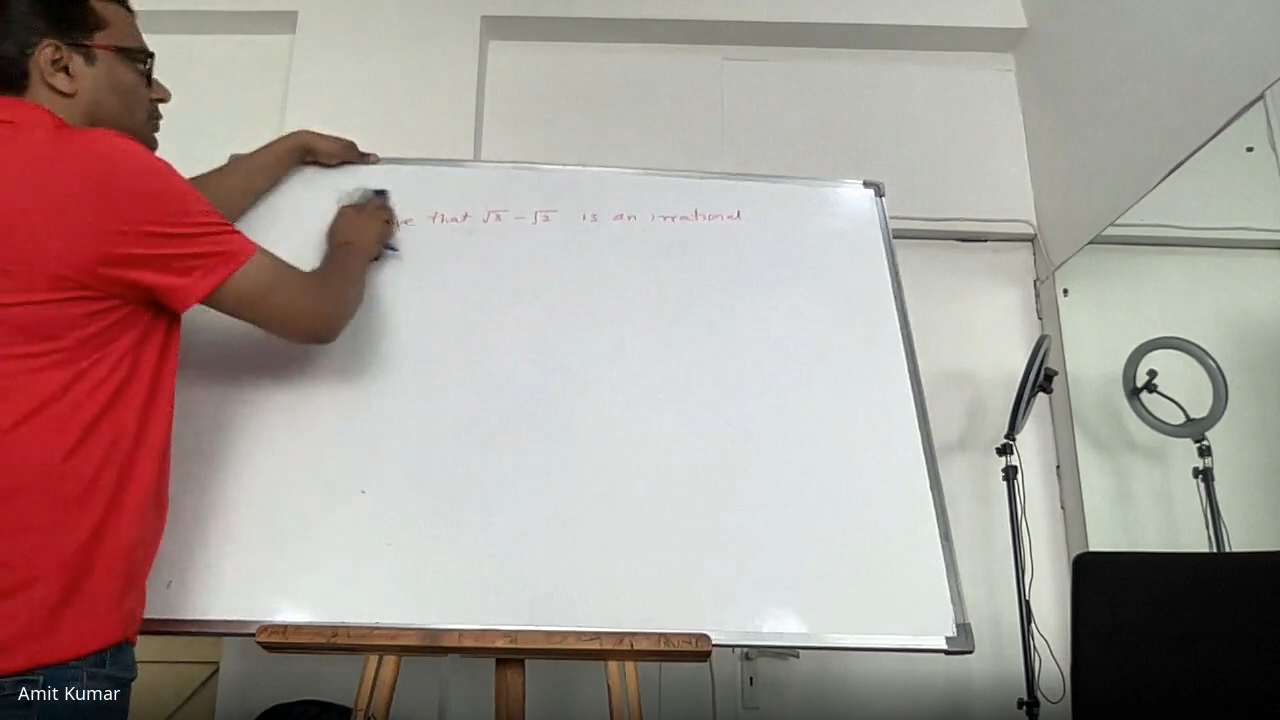 that √3 - √2 is an irrational
Amit Kumar